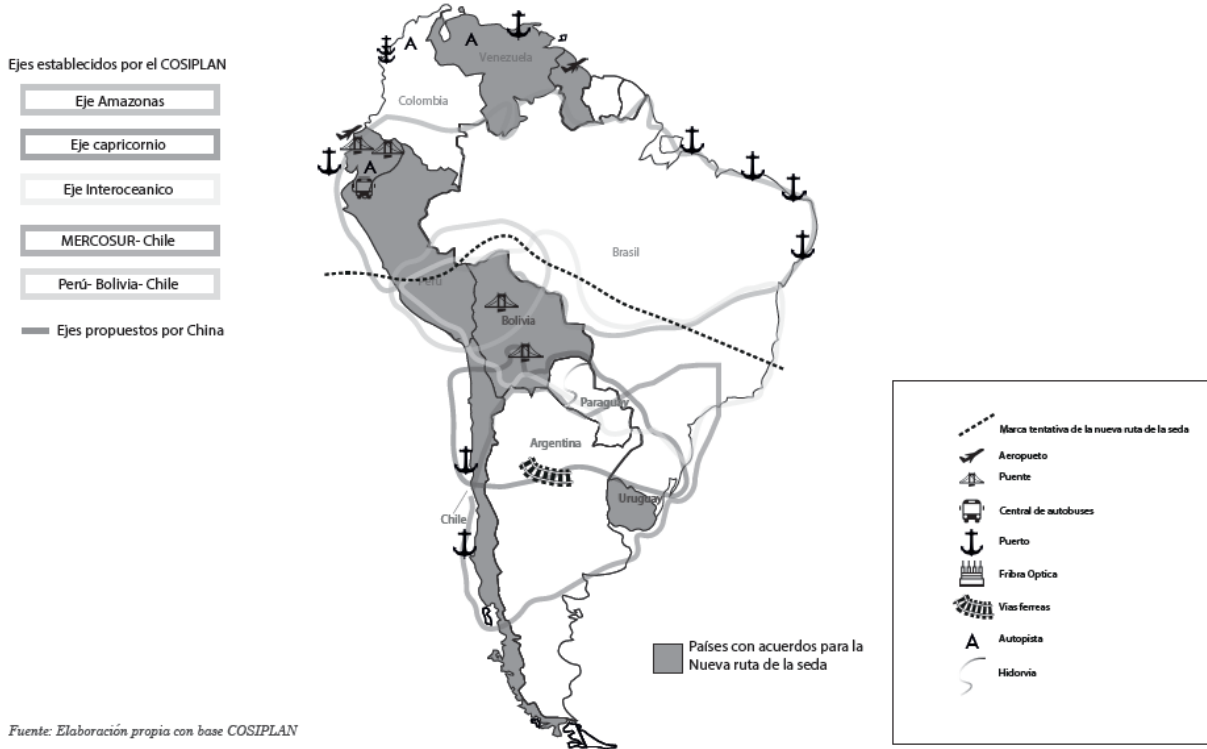 Ejes establecidos por el COSIPLAN
Eje Amazonas
Eje capricornio
Eje Interoceanico
MERCOSUR- Chile
Perú- Bolivia- Chile
Ejes propuestos por China
A
A
Venezuela
Colombia
A
Brasil
Perú
Bolivia
Paraguay
Argentina
Uruguay
Chile
Países con acuerdos para la
Nueva ruta de la seda
Marca tentativa de la nueva ruta de la seda
Aeropueto
Puente
Central de autobuses
Puerto
Fribra Optica
Vias ferreas
A Autopista
Hidorvia
Fuente: Elaboración propia con base COSIPLAN